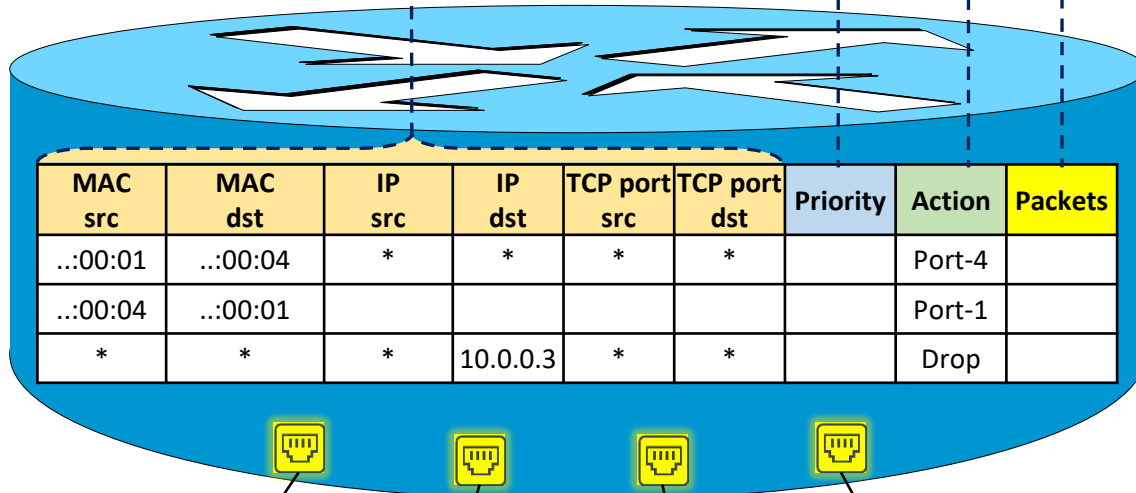 MAC src MAC dst IP src IP dst TCP port src TCP port dst Priority Action Packets
..:00:01 ..:00:04 * * * * Port-4
..:00:04 ..:00:01 Port-1
* * * 10.0.0.3 * * Drop